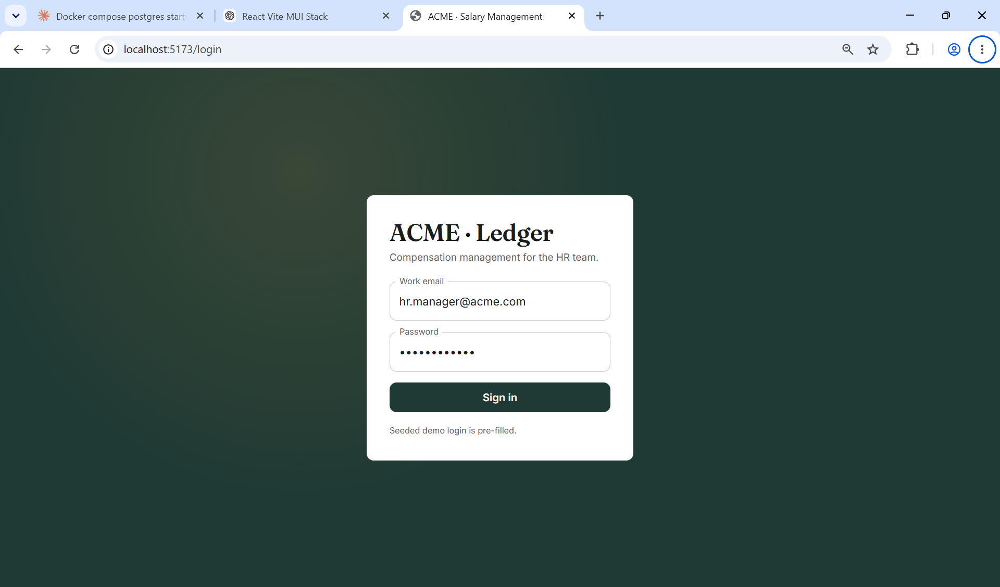 Docker compose postgres start
React Vite MUI Stack
ACME · Salary Management
localhost:5173/login
ACME · Ledger
Compensation management for the HR team.
Work email
hr.manager@acme.com
Password
••••••••••••
Sign in
Seeded demo login is pre-filled.